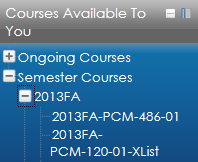 Courses Available To
You
Ongoing Courses
Semester Courses
2013FA
2013FA-PCM-486-01
2013FA-
PCM-120-01-XList